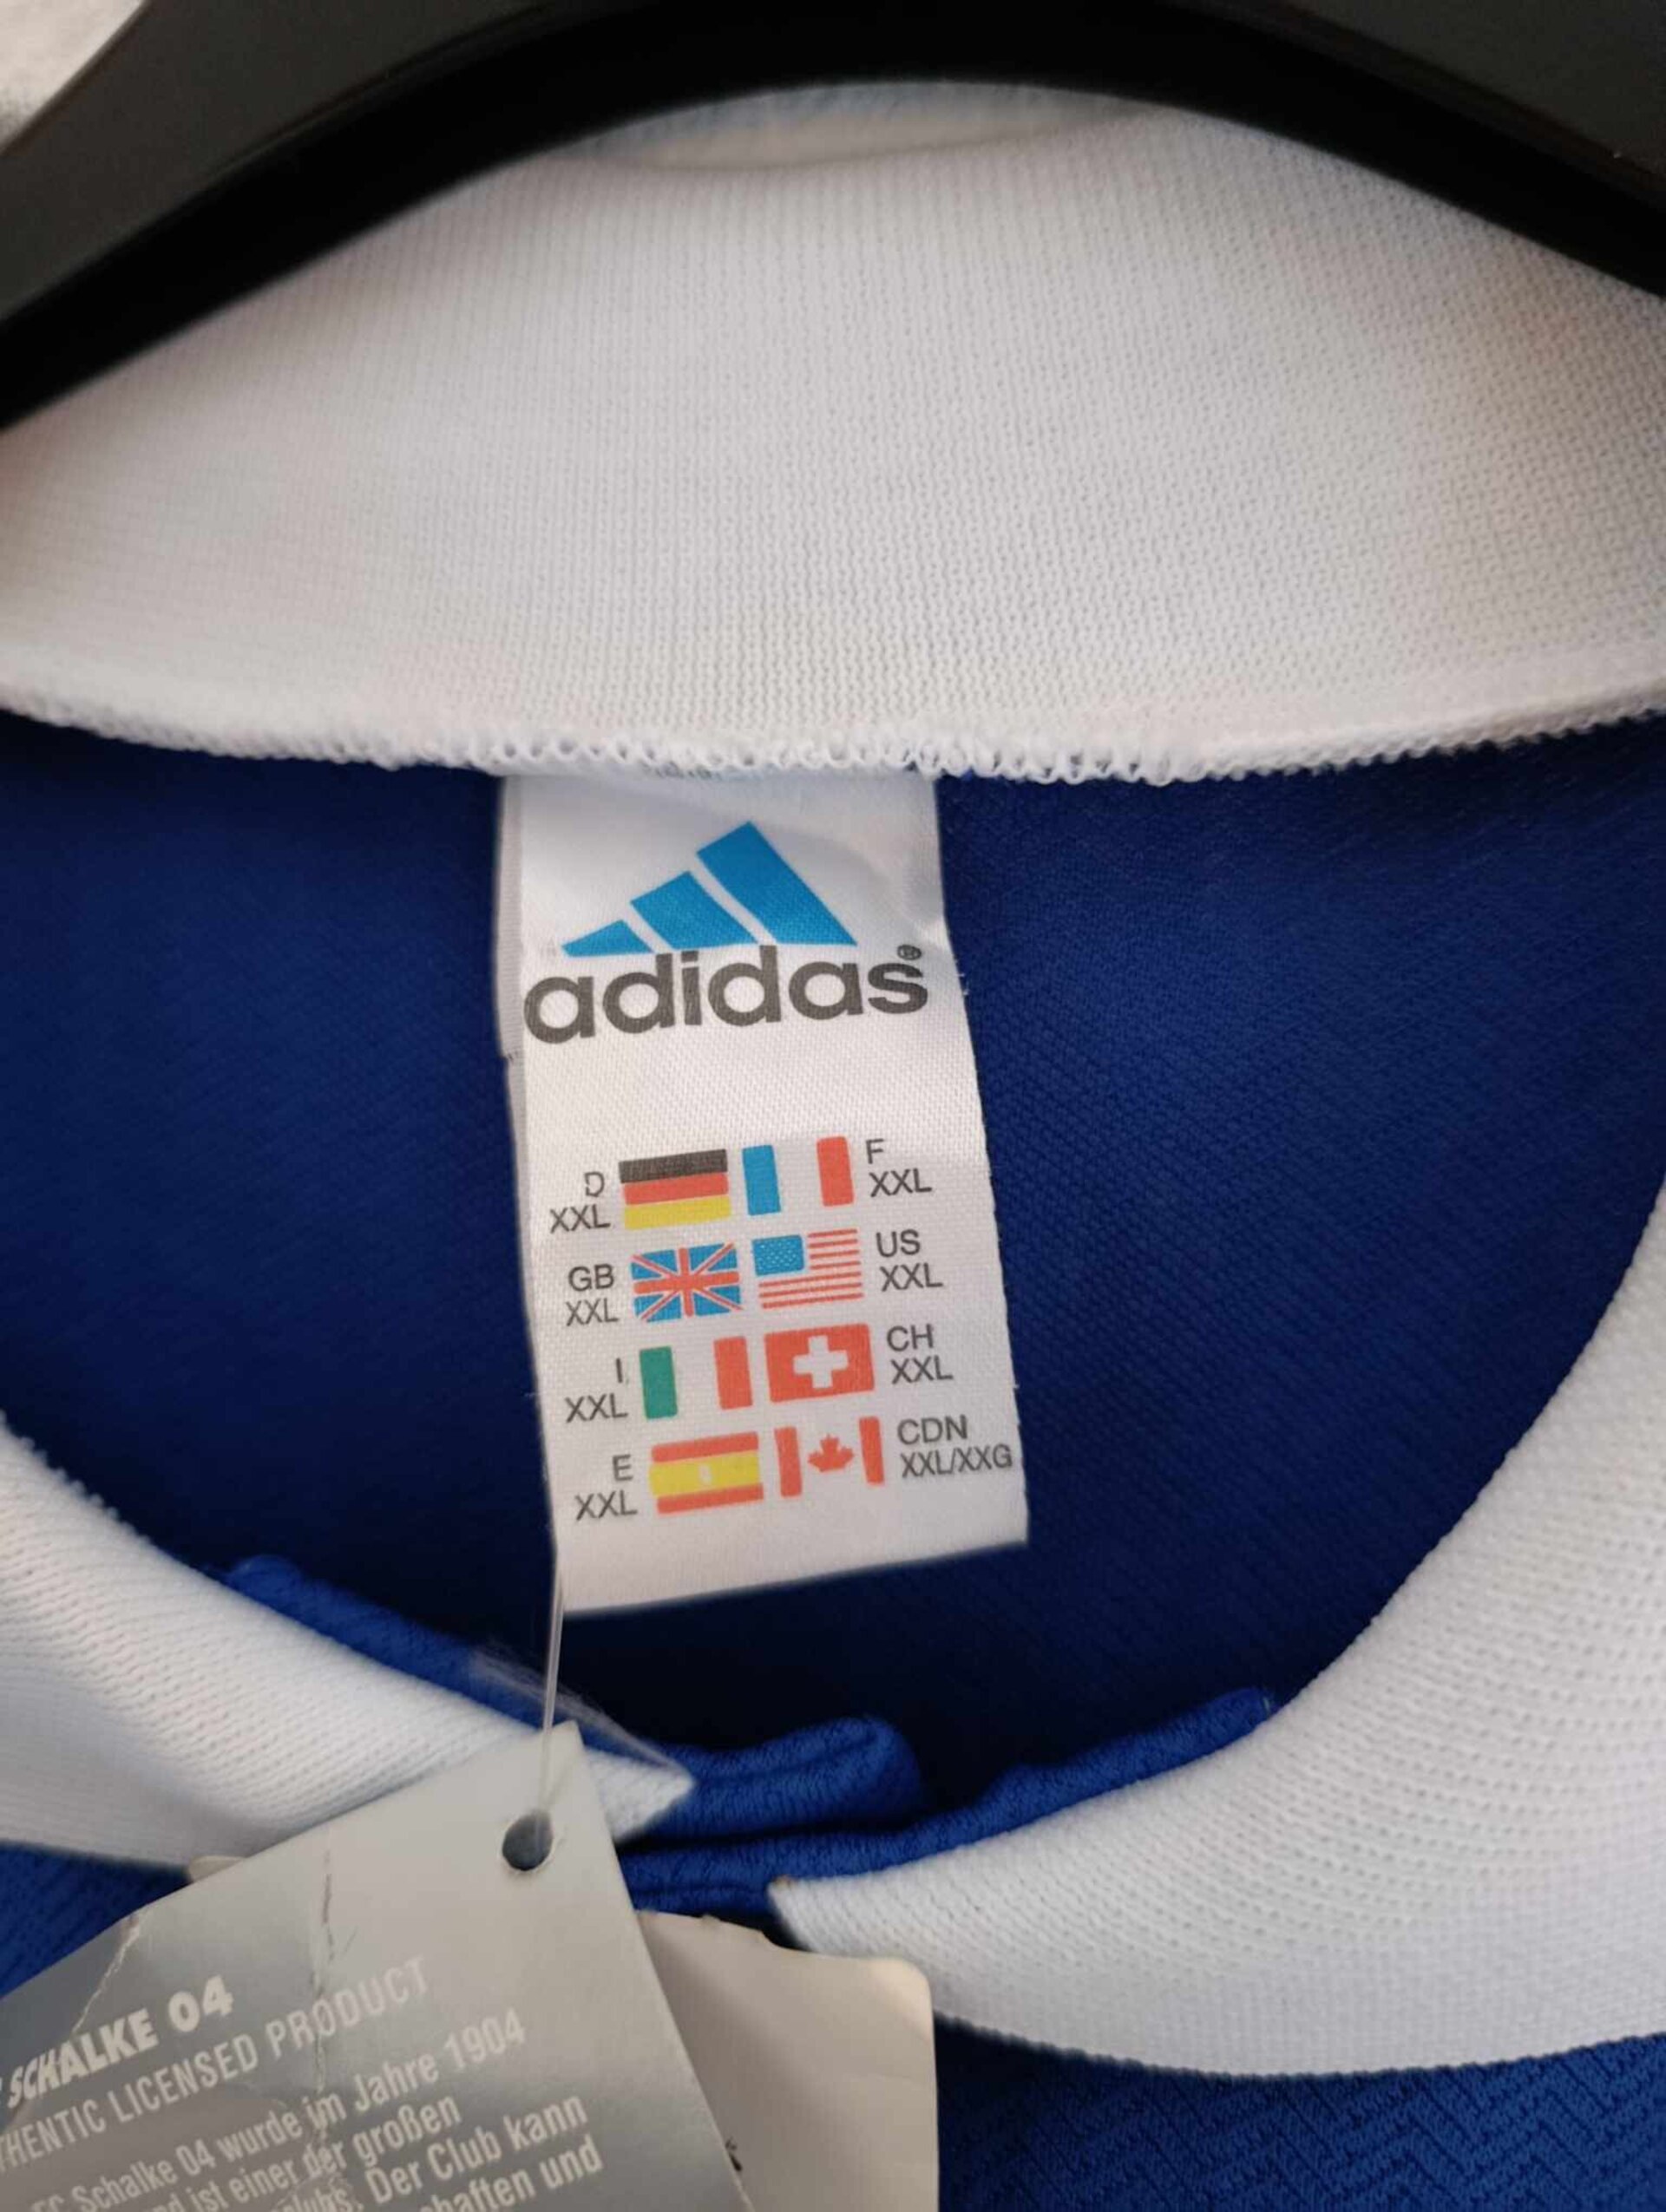 adidas®
D
XXL
F
XXL
GB
XXL
US
XXL
I
XXL
CH
XXL
E
XXL
CDN
XXL/XXG
SCHALKE 04
LICENSED PRODUCT
Schalke 04 wurde im Jahre 1904
ist einer der großen
Der Club kann
und